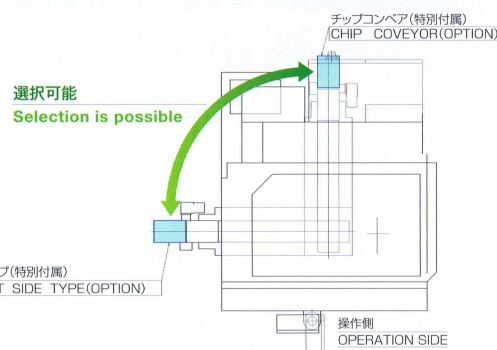 チップコンベア(特別付属)
CHIP COVEYOR(OPTION)
選択可能
Selection is possible
プ(特別付属)
T SIDE TYPE(OPTION)
操作側
OPERATION SIDE